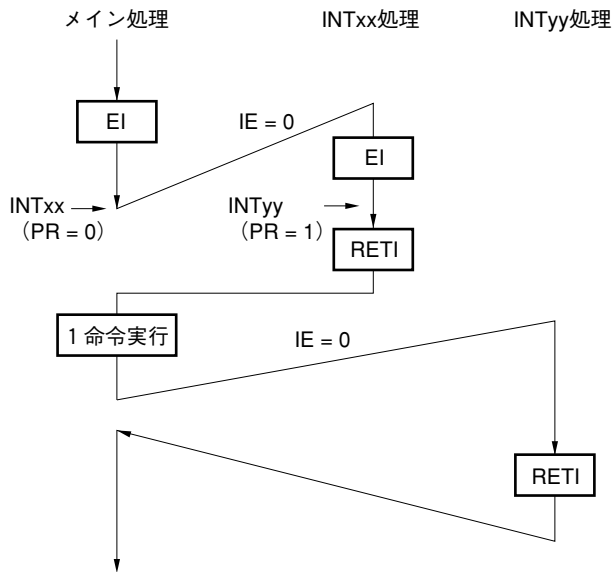 メイン処理
INTxx処理
INTyy処理
EI
IE = 0
EI
INTxx
（PR = 0）
INTyy
（PR = 1）
RETI
1 命令実行
IE = 0
RETI